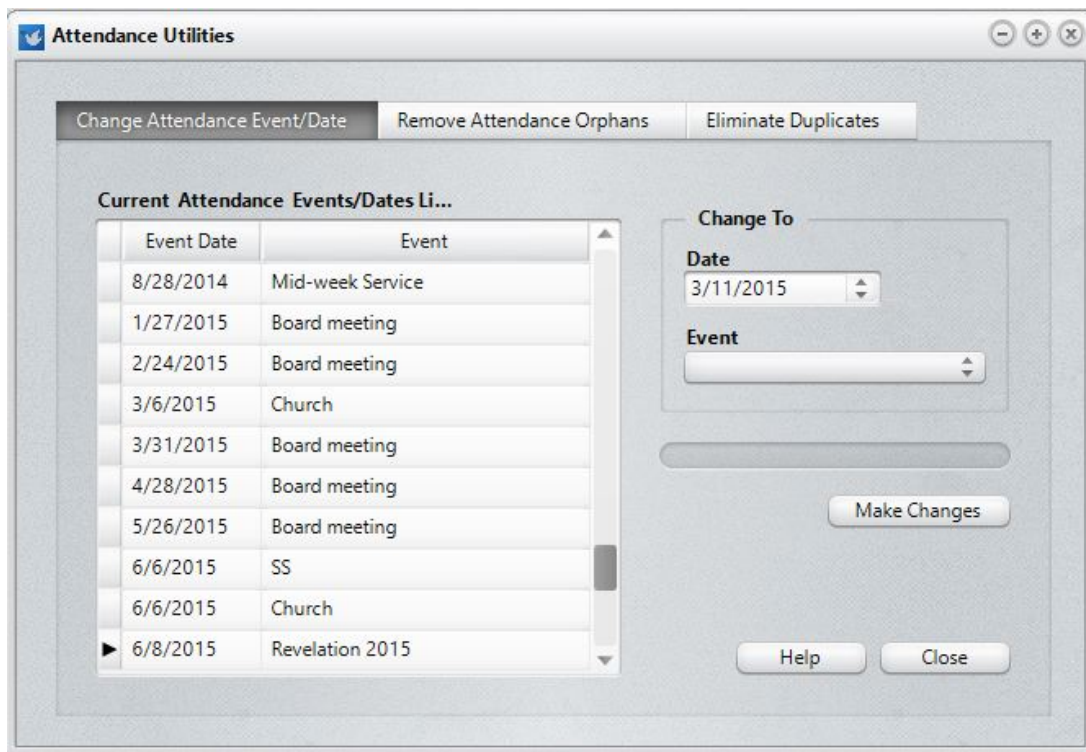 Attendance Utilities
Change Attendance Event/Date Remove Attendance Orphans Eliminate Duplicates
Current Attendance Events/Dates Li...
Event Date Event
8/28/2014 Mid-week Service
1/27/2015 Board meeting
2/24/2015 Board meeting
3/6/2015 Church
3/31/2015 Board meeting
4/28/2015 Board meeting
5/26/2015 Board meeting
6/6/2015 SS
6/6/2015 Church
6/8/2015 Revelation 2015
Change To
Date
3/11/2015
Event
Make Changes
Help Close